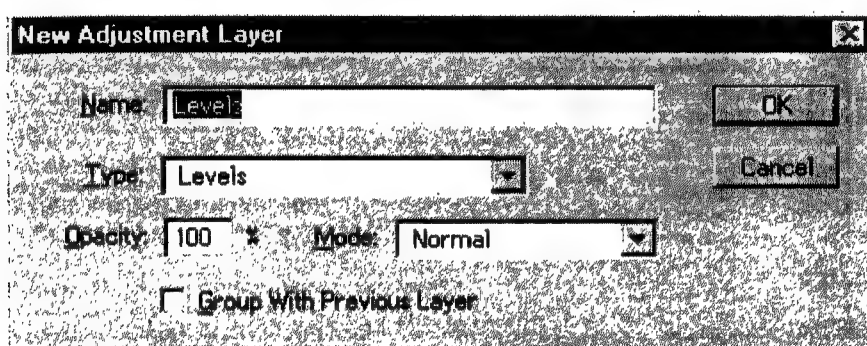 New Adjustment Layer
Name: Levels OK
Type: Levels Cancel
Opacity: 100 % Mode: Normal
Group With Previous Layer